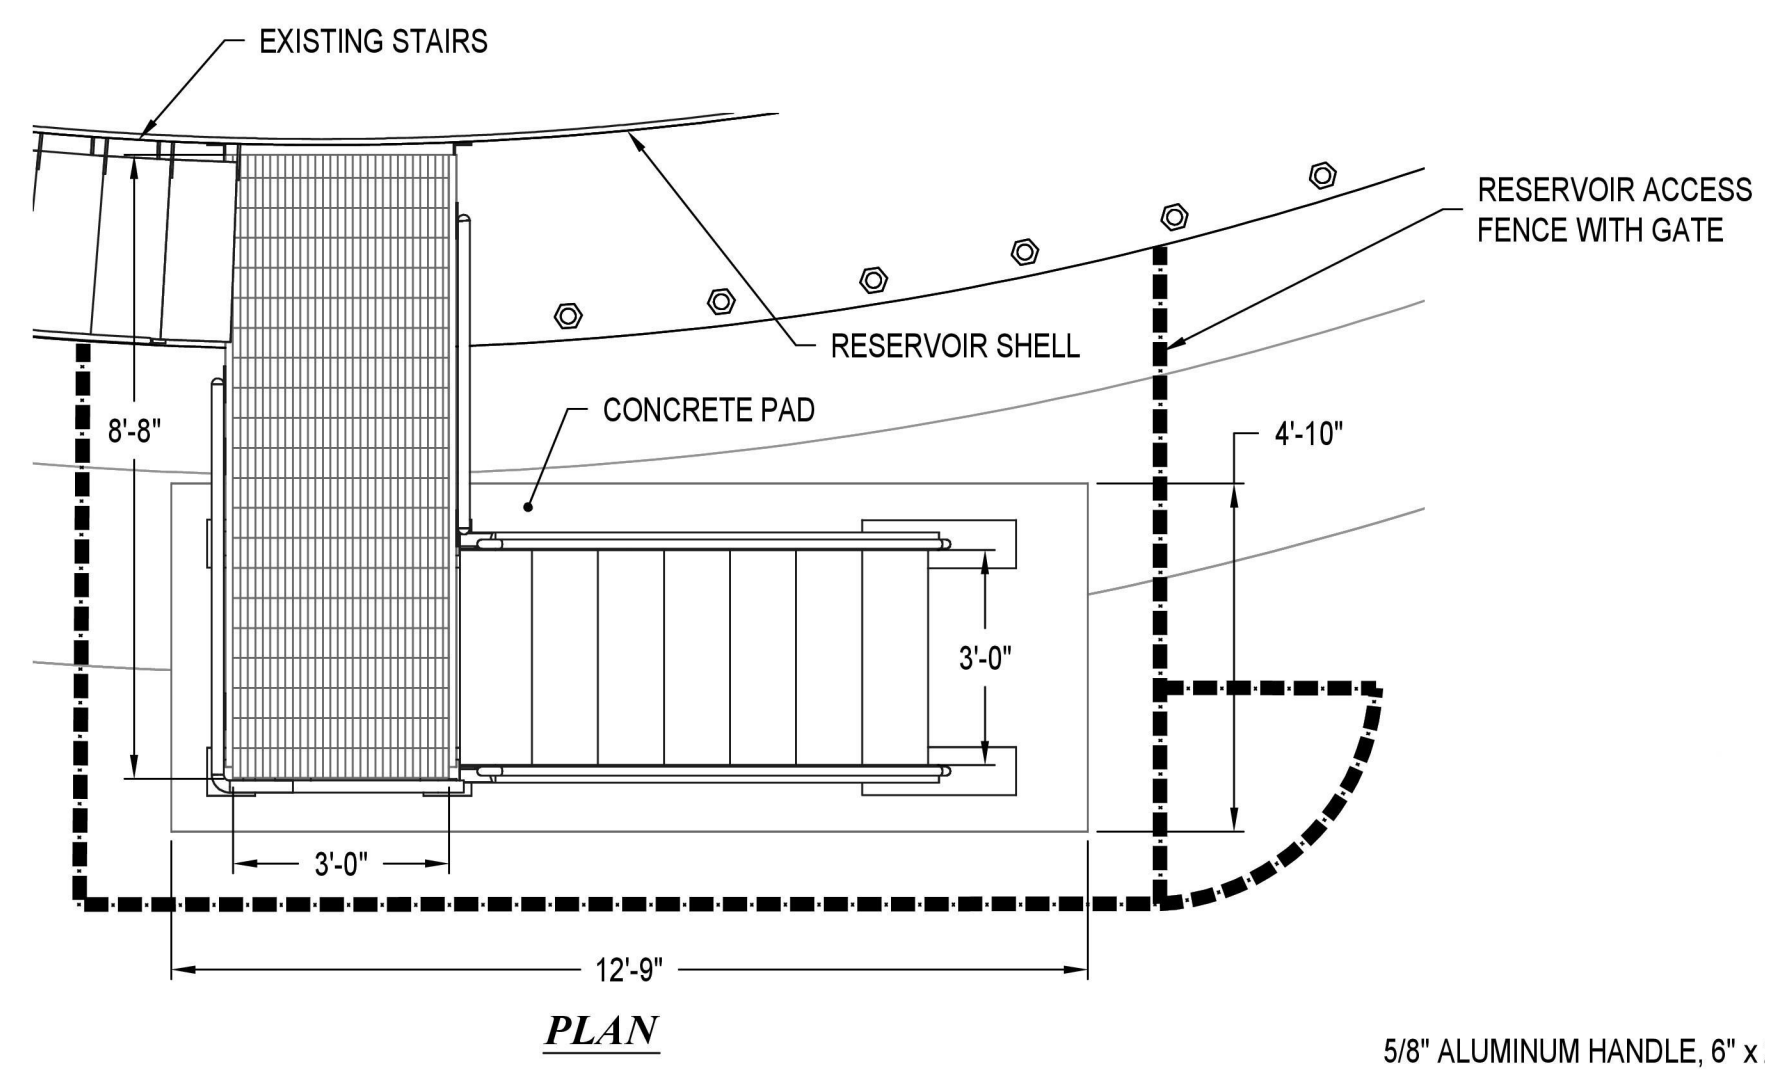 EXISTING STAIRS
RESERVOIR ACCESS
FENCE WITH GATE
RESERVOIR SHELL
CONCRETE PAD
8'-8"
4'-10"
3'-0"
3'-0"
12'-9"
PLAN
5/8" ALUMINUM HANDLE, 6" x